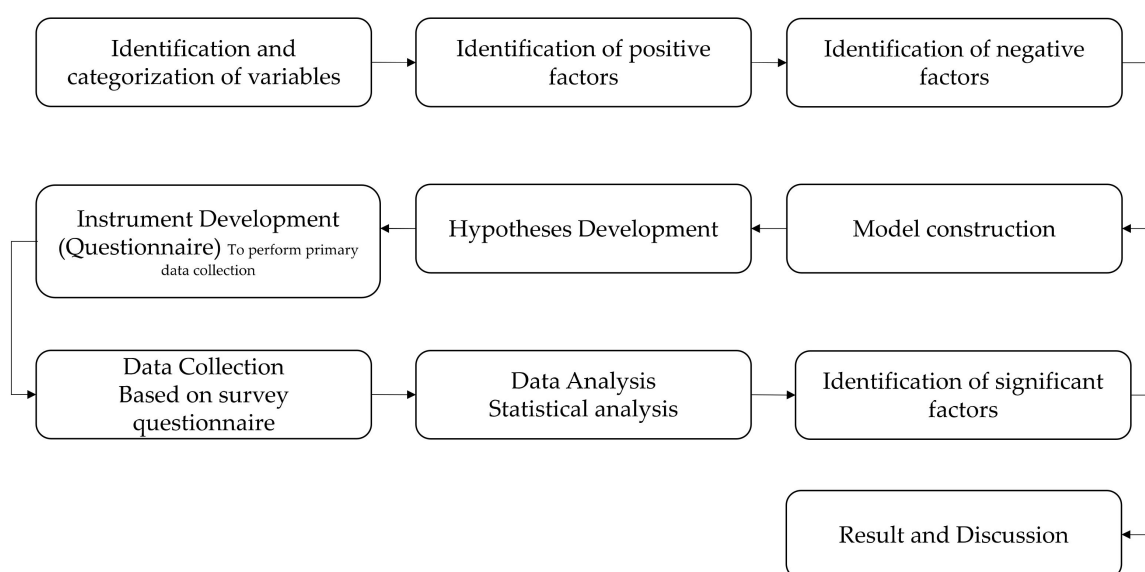 Identification and
categorization of variables
Identification of positive
factors
Identification of negative
factors
Instrument Development
(Questionnaire) To perform primary
data collection
Hypotheses Development
Model construction
Data Collection
Based on survey
questionnaire
Data Analysis
Statistical analysis
Identification of significant
factors
Result and Discussion